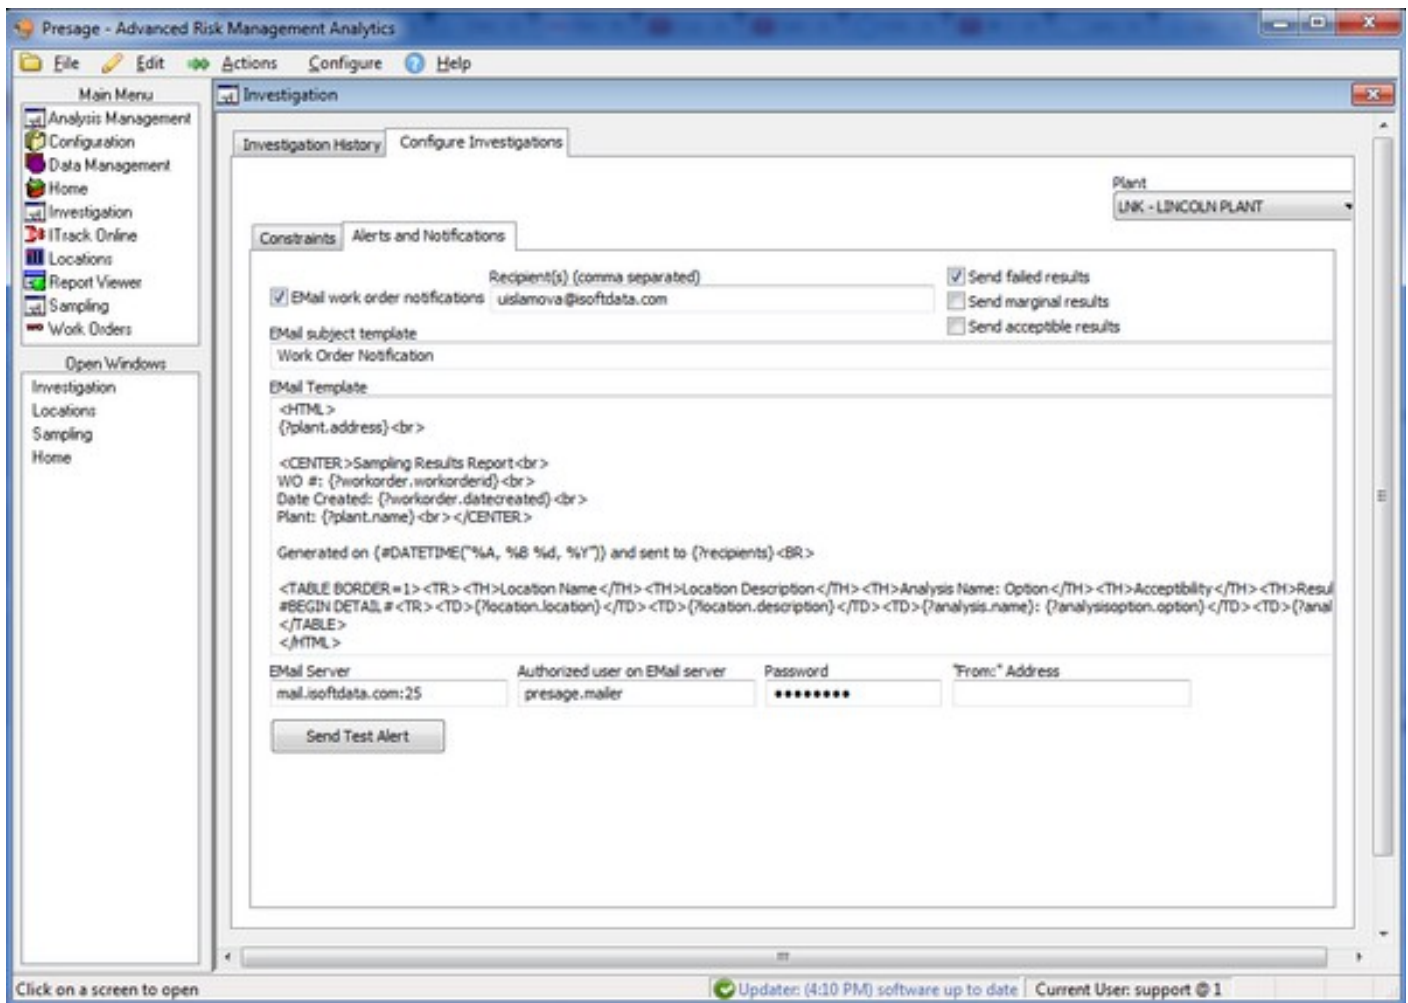 Presage - Advanced Risk Management Analytics
File Edit Actions Configure Help
Main Menu
Analysis Management
Configuration
Data Management
Home
Investigation
ITrack Online
Locations
Report Viewer
Sampling
Work Orders
Open Windows
Investigation
Locations
Sampling
Home
Investigation
Investigation History Configure Investigations
Plant
LNK - LINCOLN PLANT
Constraints Alerts and Notifications
Recipient(s) (comma separated)
EMail work order notifications uislamova@isoftdata.com
Send failed results
Send marginal results
Send acceptible results
EMail subject template
Work Order Notification
EMail Template
<HTML>
{?plant.address}<br>
<CENTER>Sampling Results Report<br>
WO #: {?workorder.workorderid}<br>
Date Created: {?workorder.datecreated}<br>
Plant: {?plant.name}<br></CENTER>
Generated on {#DATETIME("%A, %B %d, %Y")} and sent to {?recipients}<BR>
<TABLE BORDER=1><TR><TH>Location Name</TH><TH>Location Description</TH><TH>Analysis Name: Option</TH><TH>Acceptibility</TH><TH>Resul
#BEGIN DETAIL#<TR><TD>{?location.location}</TD><TD>{?location.description}</TD><TD>{?analysis.name}: {?analysisoption.option}</TD><TD>{?anal
</TABLE>
</HTML>
EMail Server Authorized user on EMail server Password "From:" Address
mail.isoftdata.com:25 presage.mailer ••••••••
Send Test Alert
Click on a screen to open Updater: (4:10 PM) software up to date Current User: support @ 1